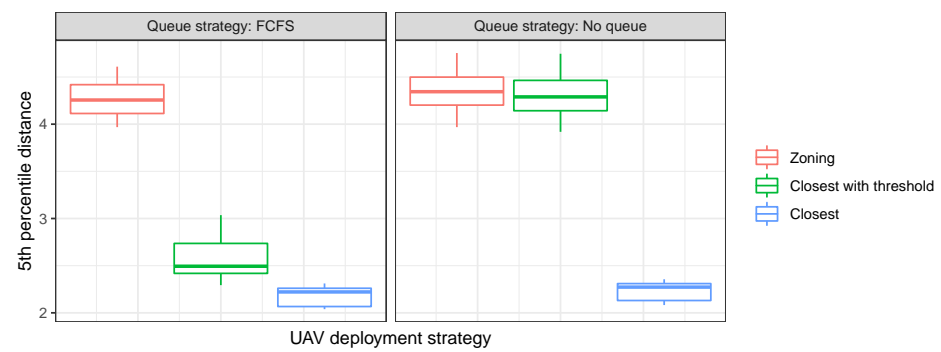 Queue strategy: FCFS
Queue strategy: No queue
5th percentile distance
4
3
2
UAV deployment strategy
Zoning
Closest with threshold
Closest